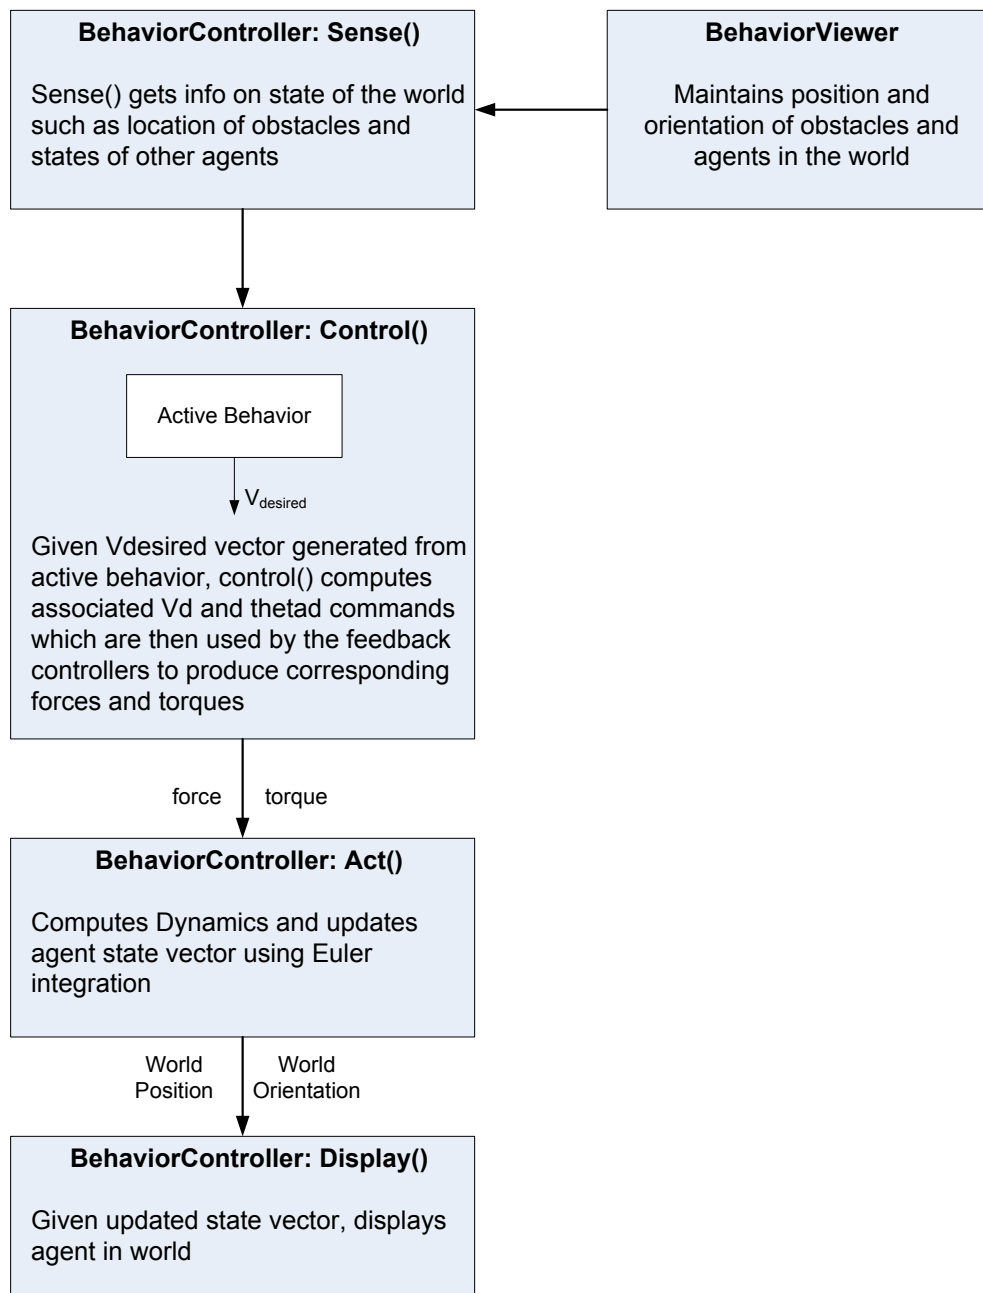 BehaviorController: Sense()
Sense() gets info on state of the world
such as location of obstacles and
states of other agents
BehaviorViewer
Maintains position and
orientation of obstacles and
agents in the world
BehaviorController: Control()
Active Behavior
Vdesired
Given Vdesired vector generated from
active behavior, control() computes
associated Vd and thetad commands
which are then used by the feedback
controllers to produce corresponding
forces and torques
force torque
BehaviorController: Act()
Computes Dynamics and updates
agent state vector using Euler
integration
World
Position
World
Orientation
BehaviorController: Display()
Given updated state vector, displays
agent in world